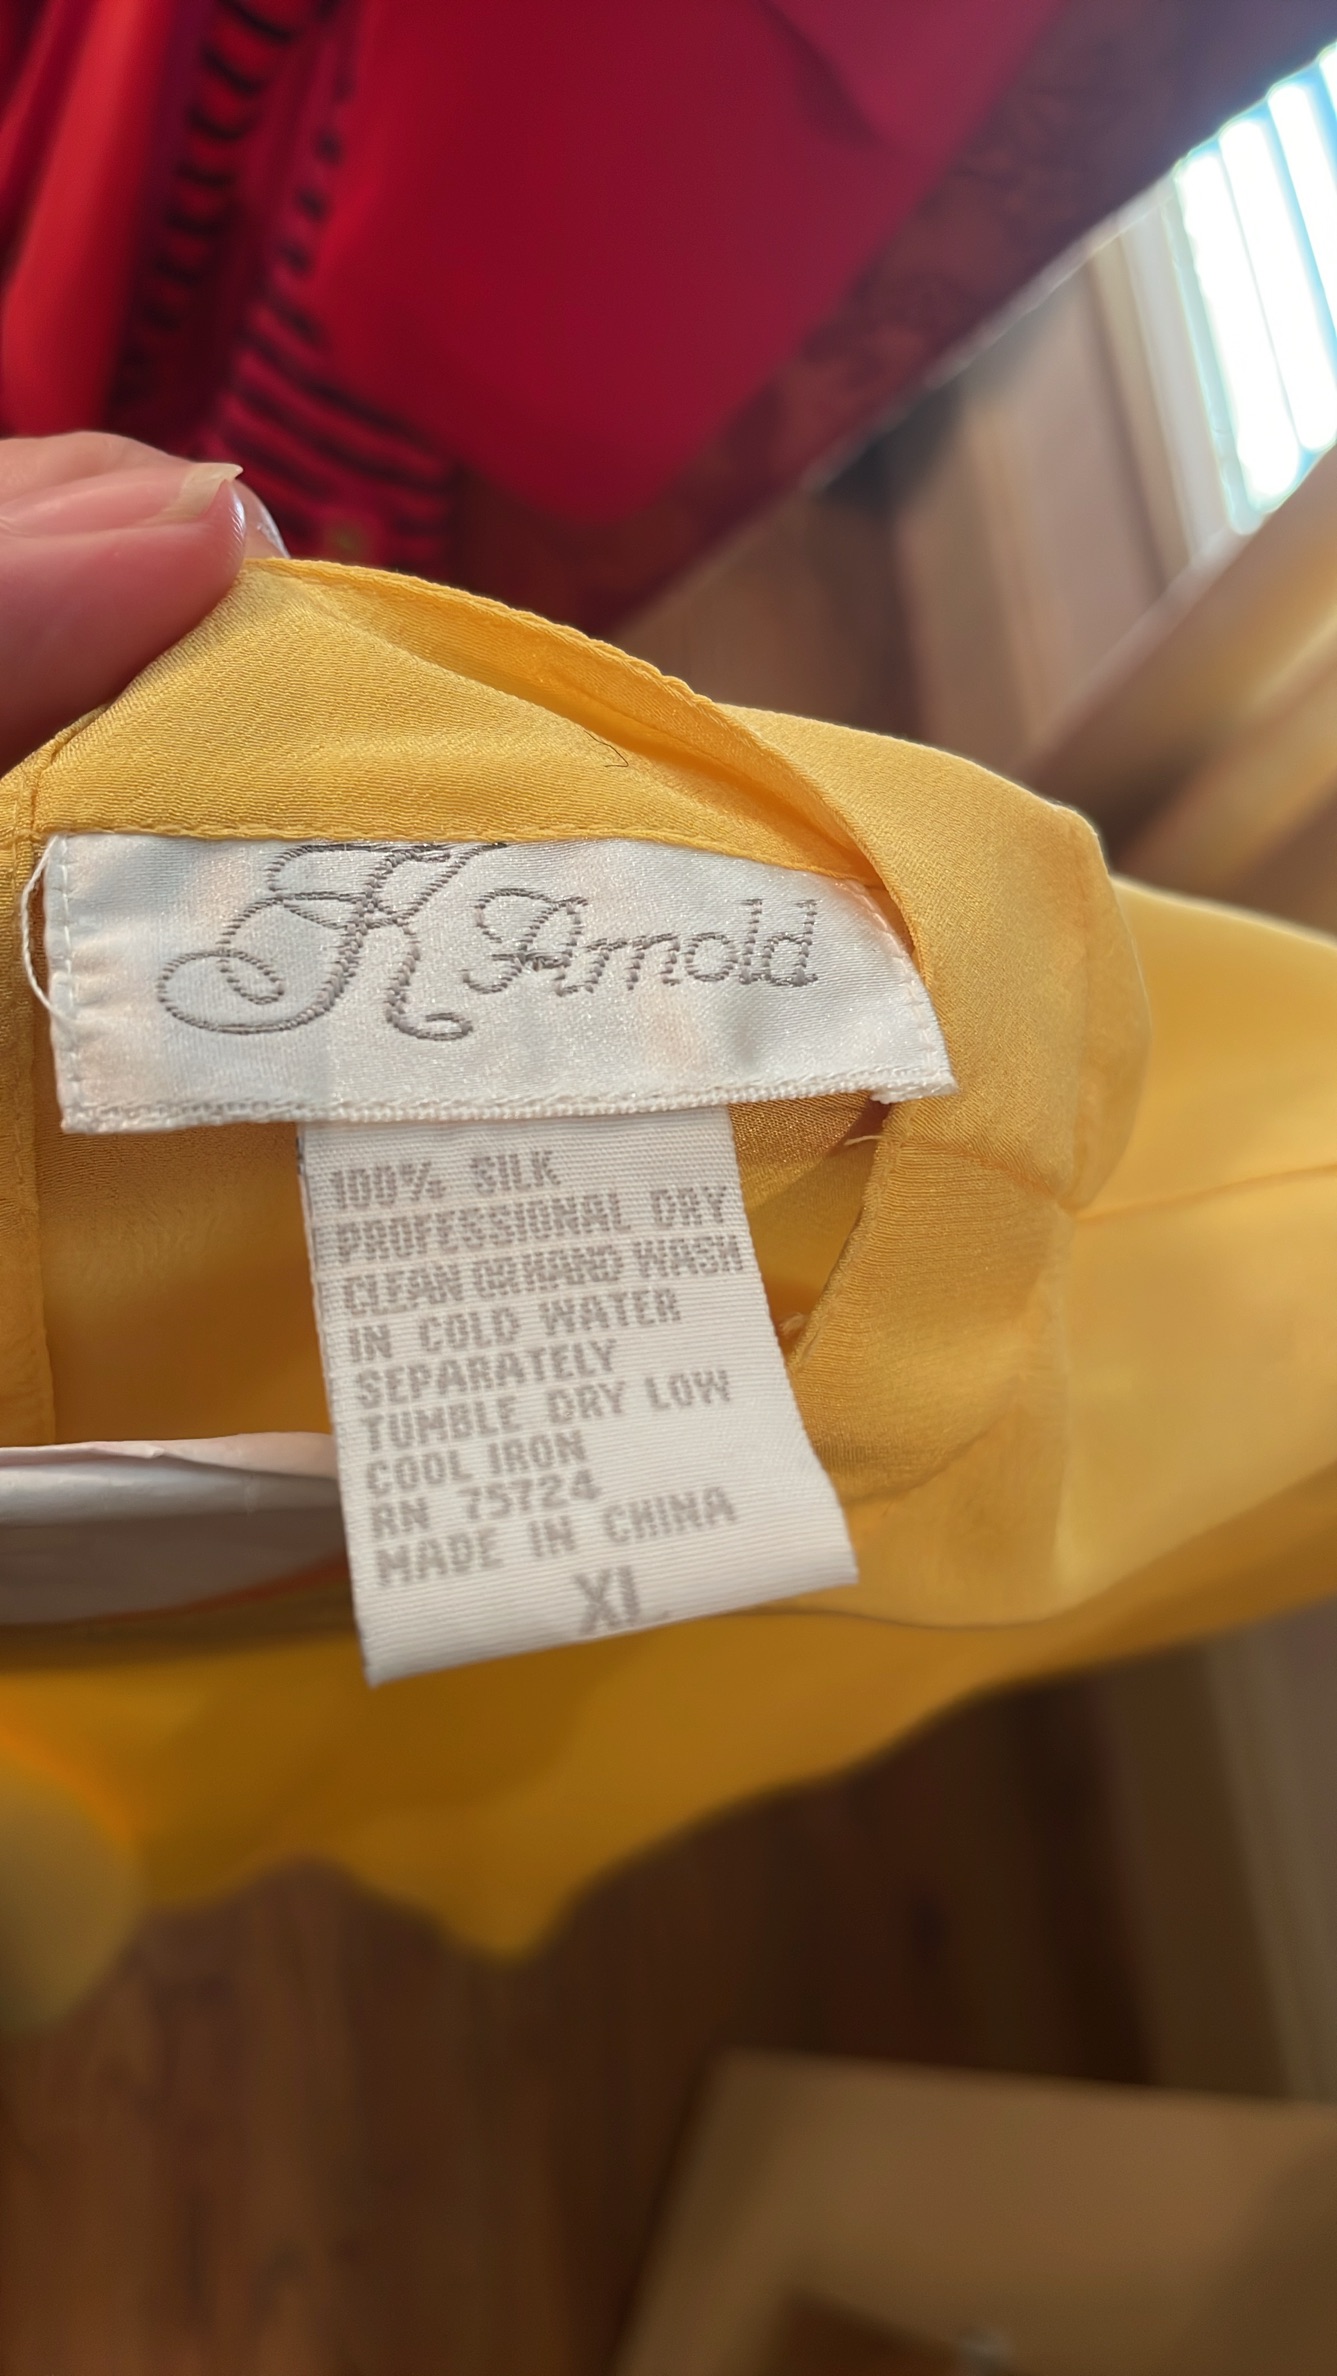 K Arnold
100% SILK
PROFESSIONAL DRY
CLEAN OR HAND WASH
IN COLD WATER
SEPARATELY
TUMBLE DRY LOW
COOL IRON
RN 75724
MADE IN CHINA
XL